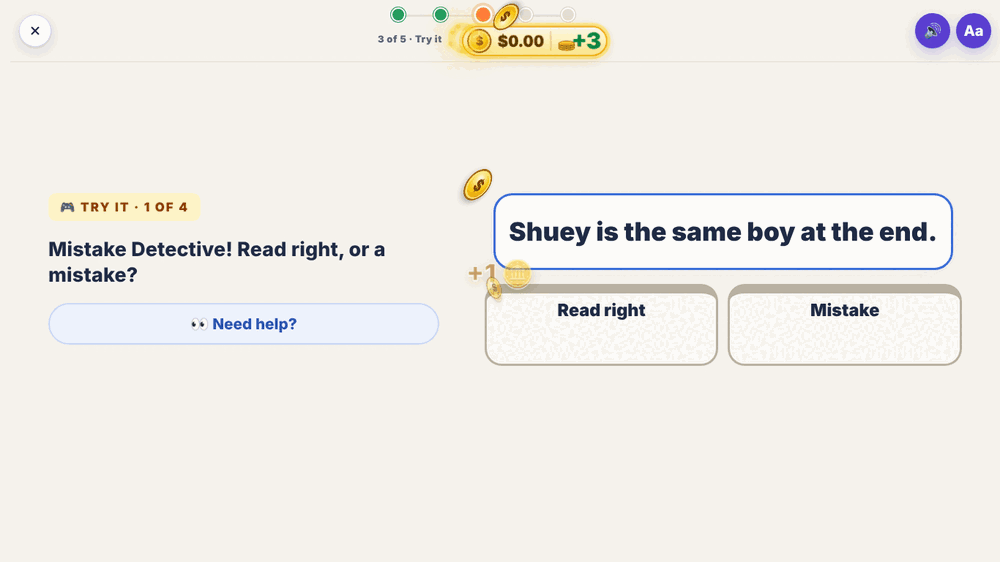 3 of 5 · Try it
$0.00
+3
Aa
TRY IT · 1 OF 4
Mistake Detective! Read right, or a
mistake?
Need help?
Shuey is the same boy at the end.
+1
Read right
Mistake